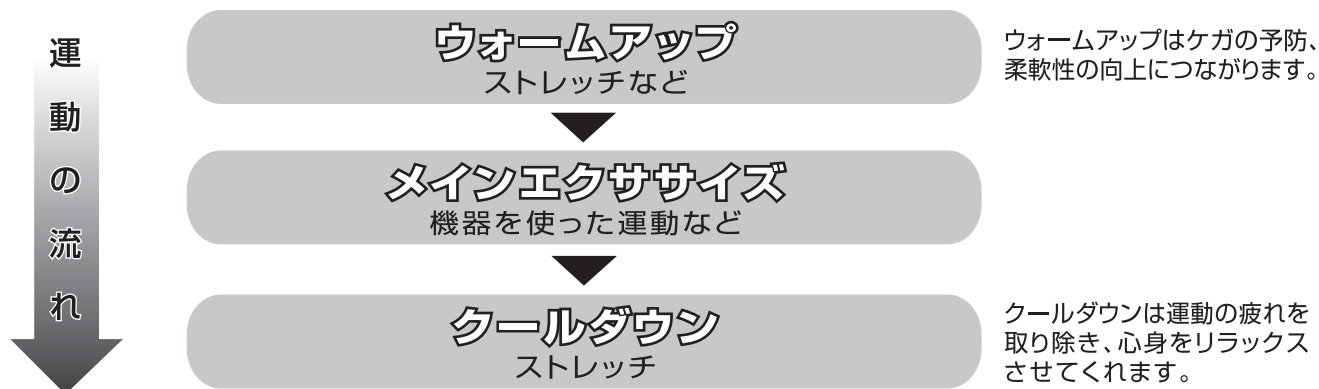 運動の流れ
ウォームアップ
ストレッチなど
ウォームアップはケガの予防、
柔軟性の向上につながります。
メインエクササイズ
機器を使った運動など
クールダウン
ストレッチ
クールダウンは運動の疲れを
取り除き、心身をリラックス
させてくれます。